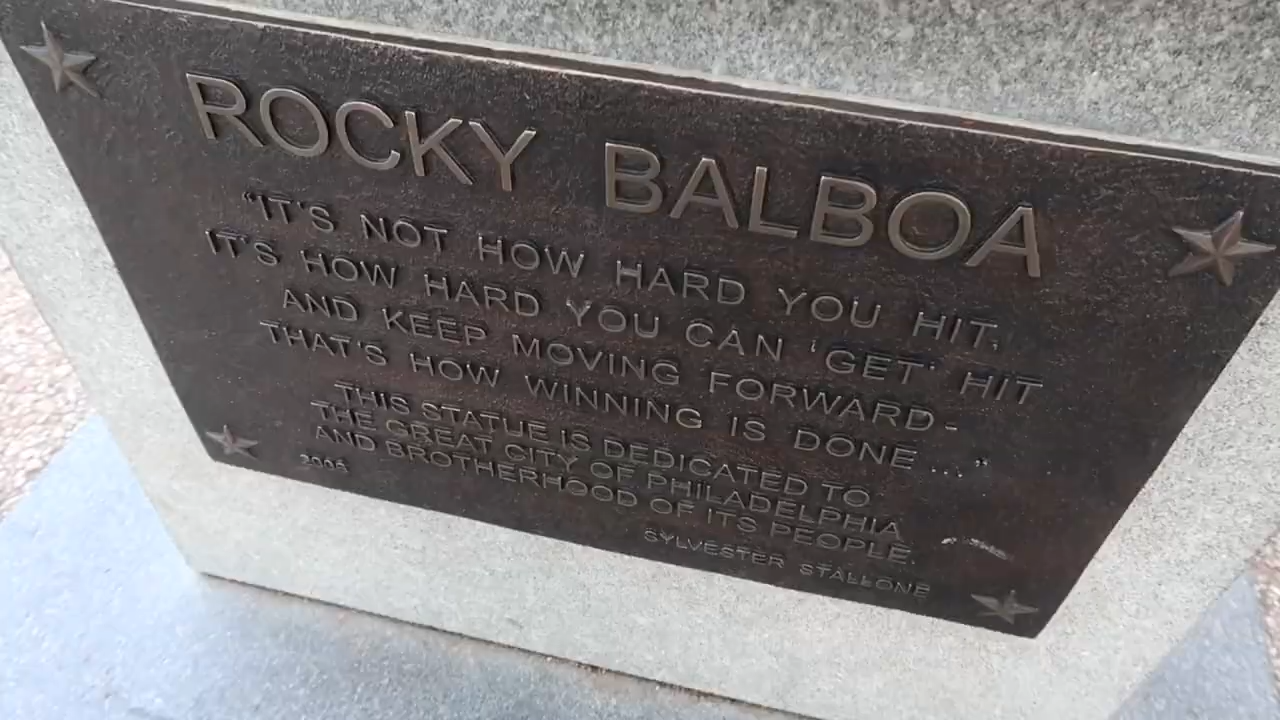 ROCKY BALBOA
"IT'S NOT HOW HARD YOU HIT,
IT'S HOW HARD YOU CAN 'GET' HIT
AND KEEP MOVING FORWARD-
THAT'S HOW WINNING IS DONE..."
THIS STATUE IS DEDICATED TO
THE GREAT CITY OF PHILADELPHIA
AND BROTHERHOOD OF ITS PEOPLE.
SYLVESTER STALLONE